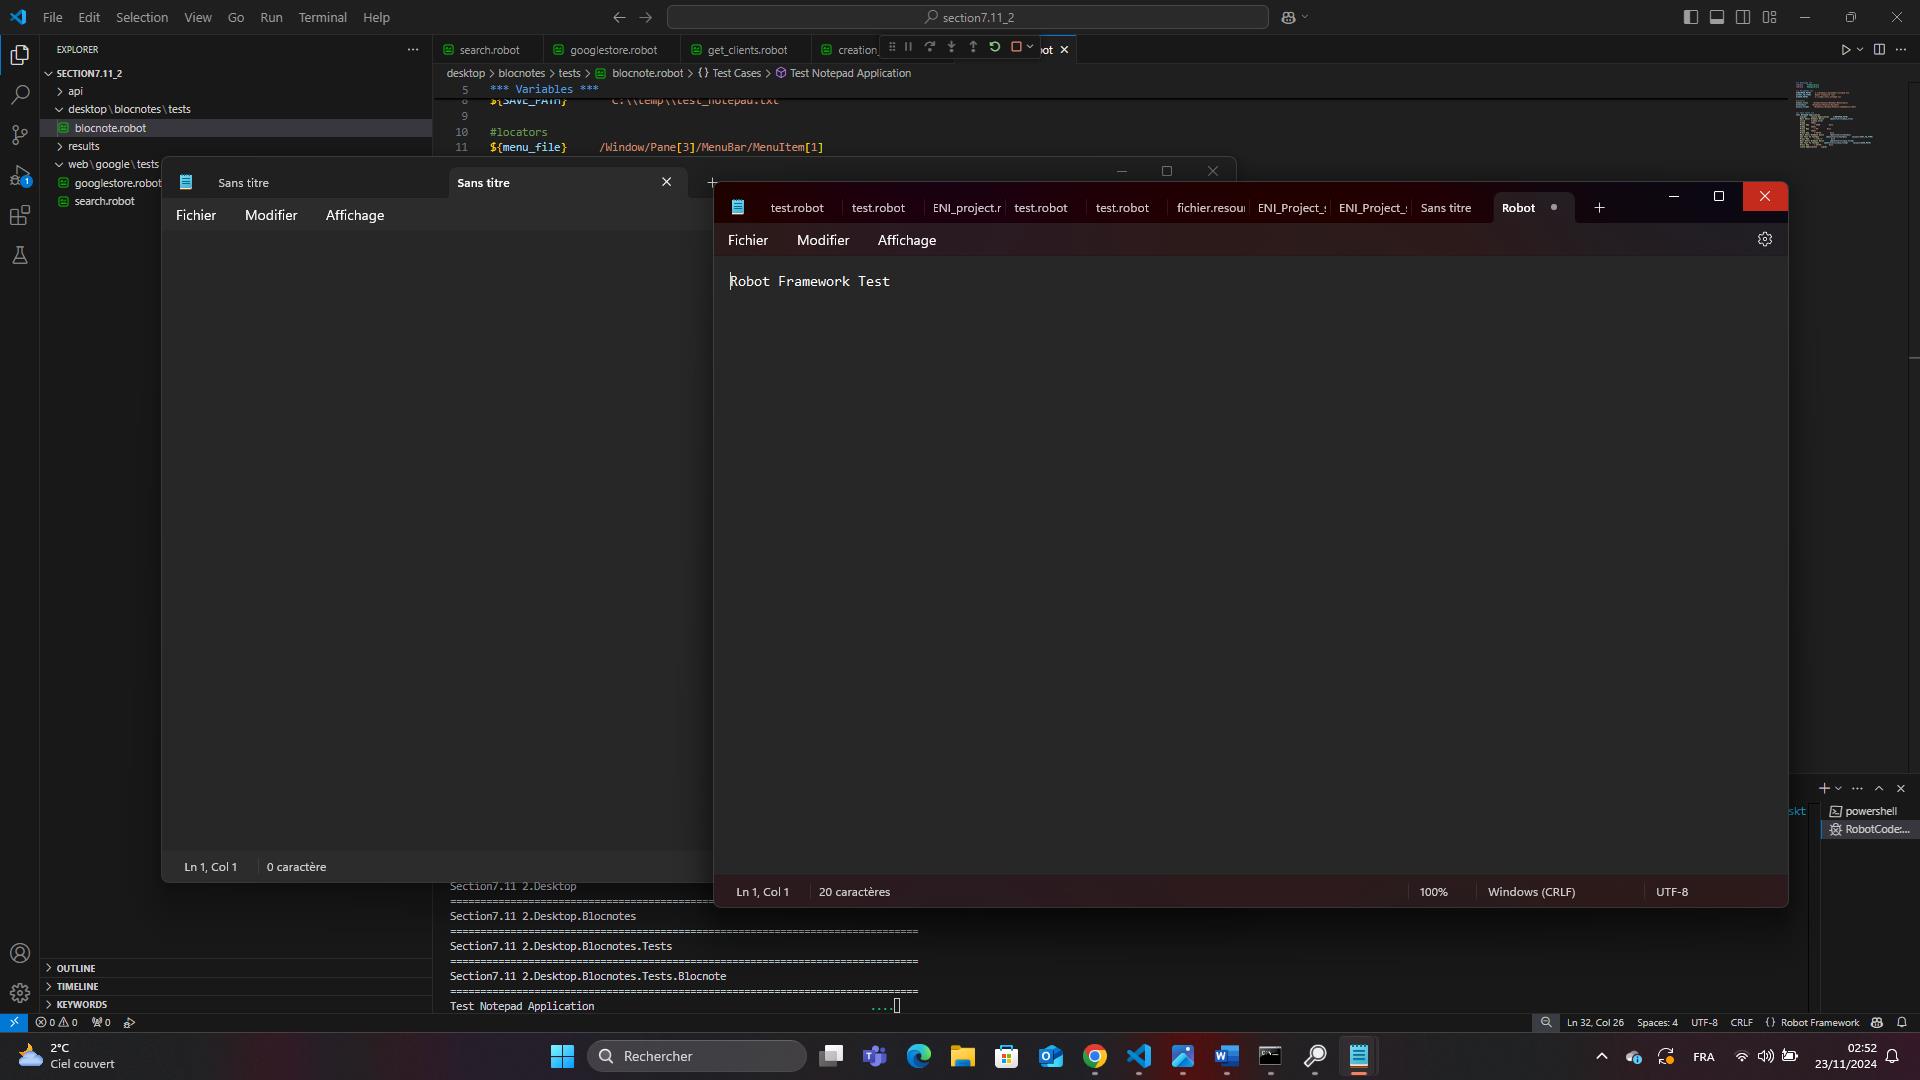 File Edit Selection View Go Run Terminal Help
section7.11_2
EXPLORER
SECTION7.11_2
api
desktop\blocnotes\tests
blocnote.robot
results
web\google\tests
googlestore.robot
search.robot
search.robot googlestore.robot get_clients.robot creation_ ot
desktop > blocnotes > tests > blocnote.robot > {} Test Cases > Test Notepad Application
5 *** Variables ***
8 ${SAVE_PATH} C:\\temp\\test_notepad.txt
9
10 #locators
11 ${menu_file} /Window/Pane[3]/MenuBar/MenuItem[1]
Sans titre Sans titre
Fichier Modifier Affichage
Ln 1, Col 1 0 caractère
test.robot test.robot ENI_project.r test.robot test.robot fichier.resou ENI_Project_ ENI_Project_ Sans titre Robot
Fichier Modifier Affichage
Robot Framework Test
Ln 1, Col 1 20 caractères 100% Windows (CRLF) UTF-8
skt
powershell
RobotCode:...
Section7.11 2.Desktop
==============================================================================
Section7.11 2.Desktop.Blocnotes
==============================================================================
Section7.11 2.Desktop.Blocnotes.Tests
==============================================================================
Section7.11 2.Desktop.Blocnotes.Tests.Blocnote
==============================================================================
Test Notepad Application ....
OUTLINE
TIMELINE
KEYWORDS
0 0 0 Ln 32, Col 26 Spaces: 4 UTF-8 CRLF {} Robot Framework
2°C
Ciel couvert
Rechercher
FRA
02:52
23/11/2024